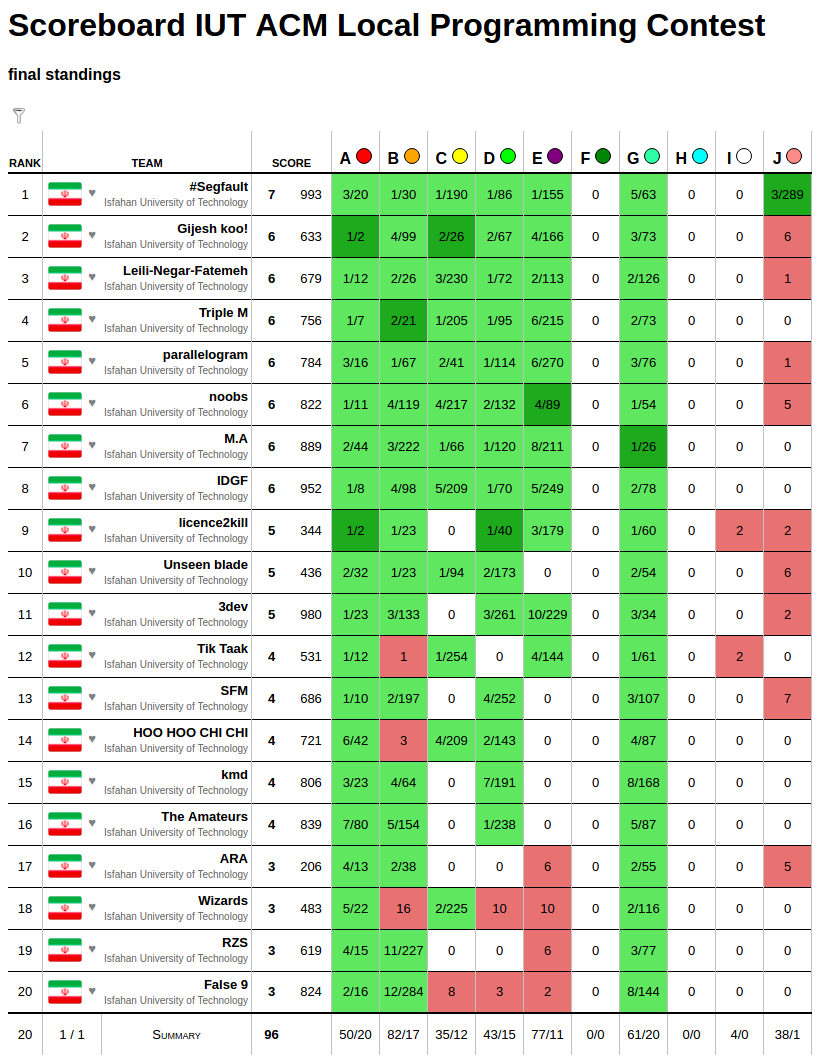 Scoreboard IUT ACM Local Programming Contest
final standings
RANK TEAM SCORE A B C D E F G H I J
1 ♥ #Segfault 7 993 3/20 1/30 1/190 1/86 1/155 0 5/63 0 0 3/289
Isfahan University of Technology
2 ♥ Gijesh koo! 6 633 1/2 4/99 2/26 2/67 4/166 0 3/73 0 0 6
Isfahan University of Technology
3 ♥ Leili-Negar-Fatemeh 6 679 1/12 2/26 3/230 1/72 2/113 0 2/126 0 0 1
Isfahan University of Technology
4 ♥ Triple M 6 756 1/7 2/21 1/205 1/95 6/215 0 2/73 0 0 0
Isfahan University of Technology
5 ♥ parallelogram 6 784 3/16 1/67 2/41 1/114 6/270 0 3/76 0 0 1
Isfahan University of Technology
6 ♥ noobs 6 822 1/11 4/119 4/217 2/132 4/89 0 1/54 0 0 5
Isfahan University of Technology
7 ♥ M.A 6 889 2/44 3/222 1/66 1/120 8/211 0 1/26 0 0 0
Isfahan University of Technology
8 ♥ IDGF 6 952 1/8 4/98 5/209 1/70 5/249 0 2/78 0 0 0
Isfahan University of Technology
9 ♥ licence2kill 5 344 1/2 1/23 0 1/40 3/179 0 1/60 0 2 2
Isfahan University of Technology
10 ♥ Unseen blade 5 436 2/32 1/23 1/94 2/173 0 0 2/54 0 0 6
Isfahan University of Technology
11 ♥ 3dev 5 980 1/23 3/133 0 3/261 10/229 0 3/34 0 0 2
Isfahan University of Technology
12 ♥ Tik Taak 4 531 1/12 1 1/254 0 4/144 0 1/61 0 2 0
Isfahan University of Technology
13 ♥ SFM 4 686 1/10 2/197 0 4/252 0 0 3/107 0 0 7
Isfahan University of Technology
14 ♥ HOO HOO CHI CHI 4 721 6/42 3 4/209 2/143 0 0 4/87 0 0 0
Isfahan University of Technology
15 ♥ kmd 4 806 3/23 4/64 0 7/191 0 0 8/168 0 0 0
Isfahan University of Technology
16 ♥ The Amateurs 4 839 7/80 5/154 0 1/238 0 0 5/87 0 0 0
Isfahan University of Technology
17 ♥ ARA 3 206 4/13 2/38 0 0 6 0 2/55 0 0 5
Isfahan University of Technology
18 ♥ Wizards 3 483 5/22 16 2/225 10 10 0 2/116 0 0 0
Isfahan University of Technology
19 ♥ RZS 3 619 4/15 11/227 0 0 6 0 3/77 0 0 0
Isfahan University of Technology
20 ♥ False 9 3 824 2/16 12/284 8 3 2 0 8/144 0 0 0
Isfahan University of Technology
20 1 / 1 Summary 96 50/20 82/17 35/12 43/15 77/11 0/0 61/20 0/0 4/0 38/1